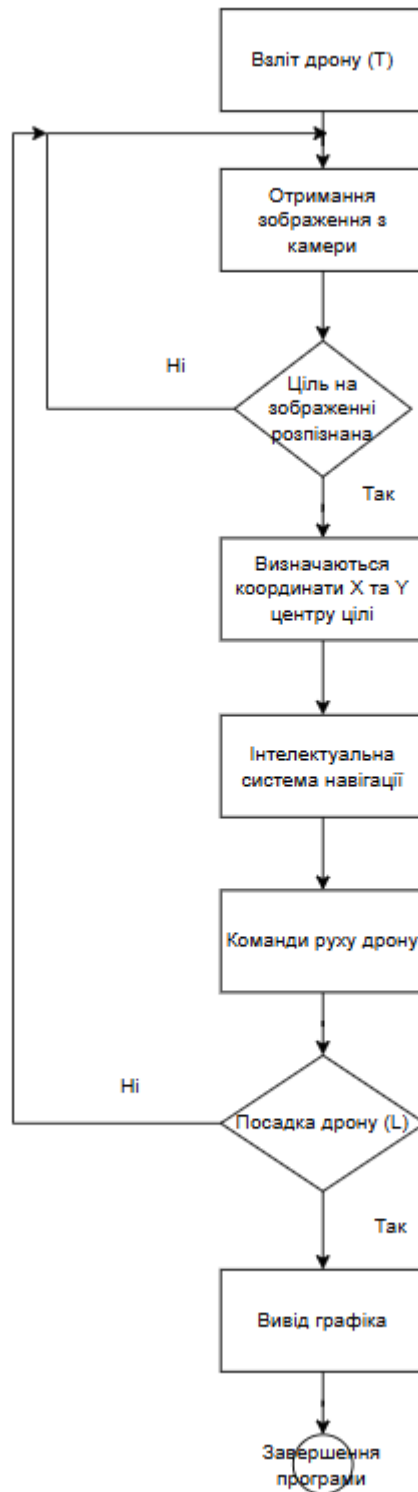 Взліт дрону (Т)
Отримання
зображення з
камери
Ні
Ціль на
зображенні
розпізнана
Так
Визначаються
координати X та Y
центру цілі
Інтелектуальна
система навігації
Команди руху дрону
Ні
Посадка дрону (L)
Так
Вивід графіка
Завершення
програми